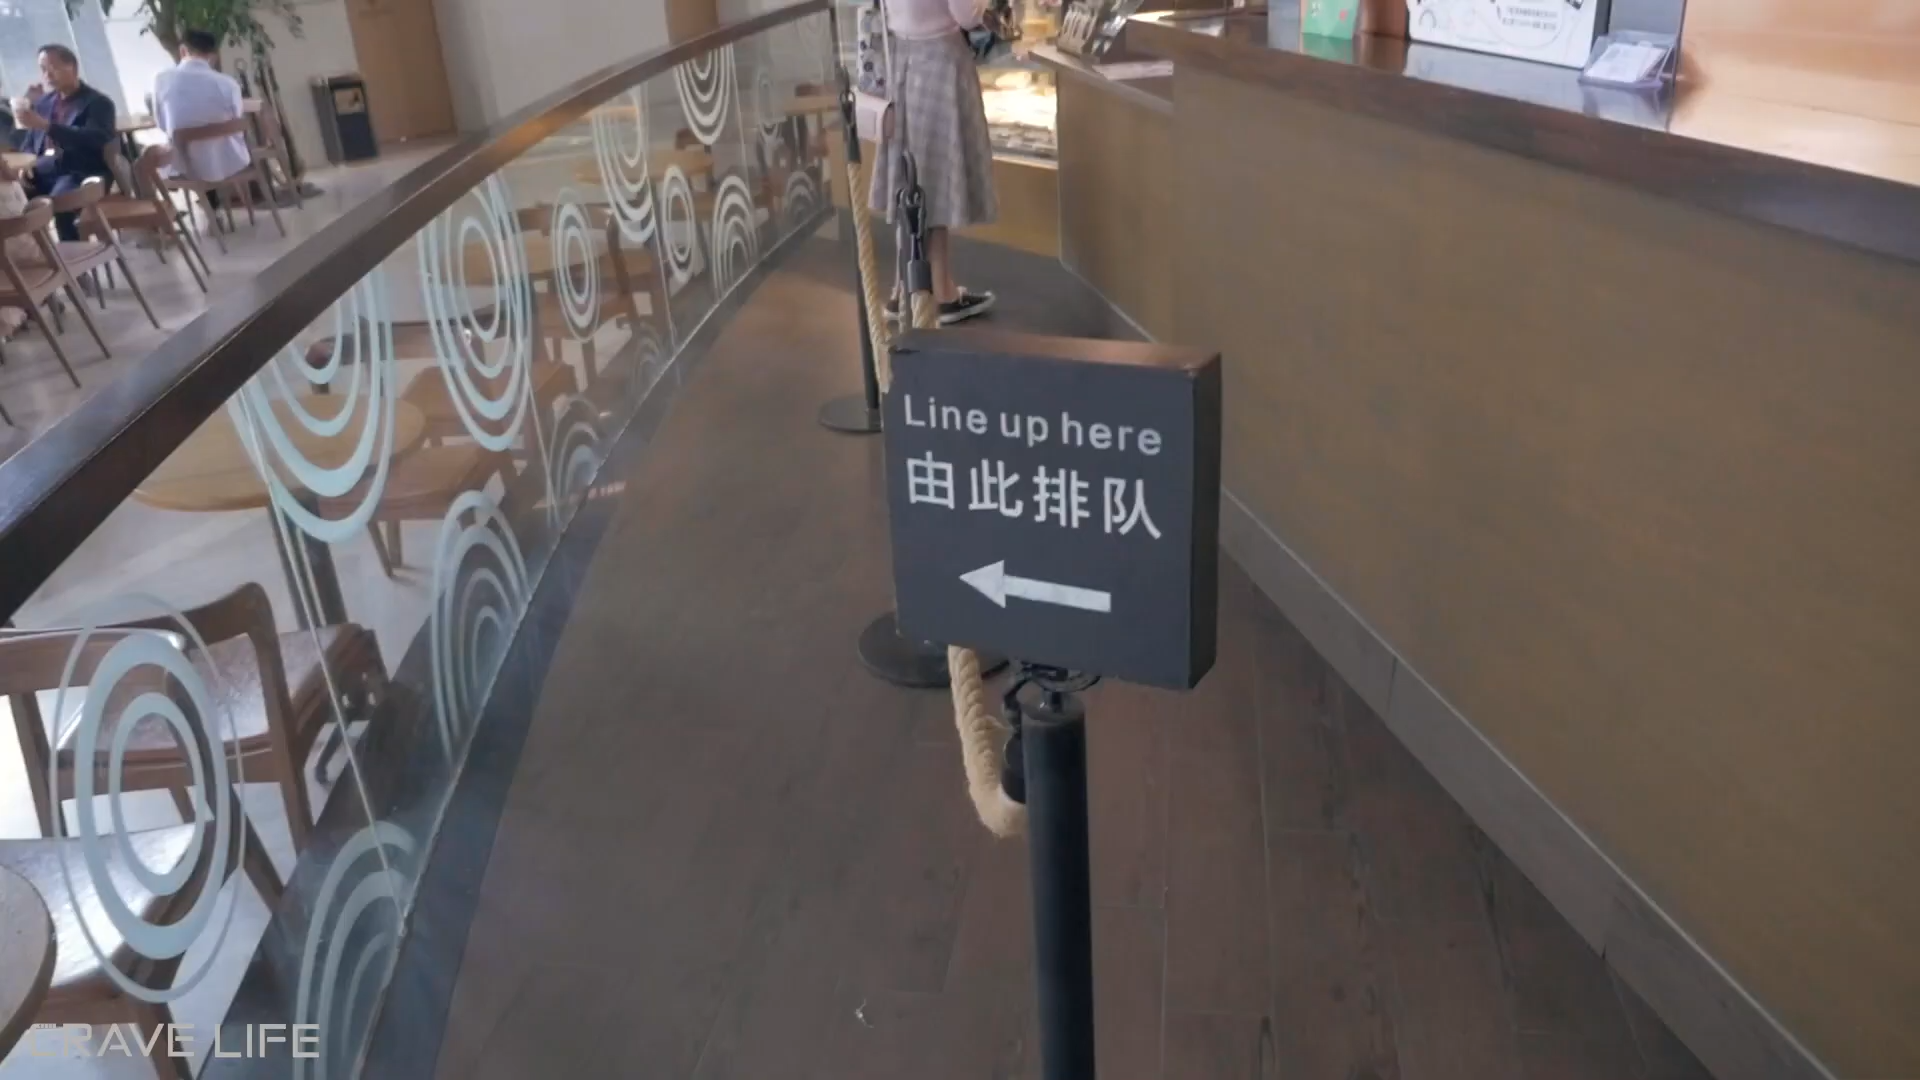 Line up here
由此排队
CRAVE LIFE